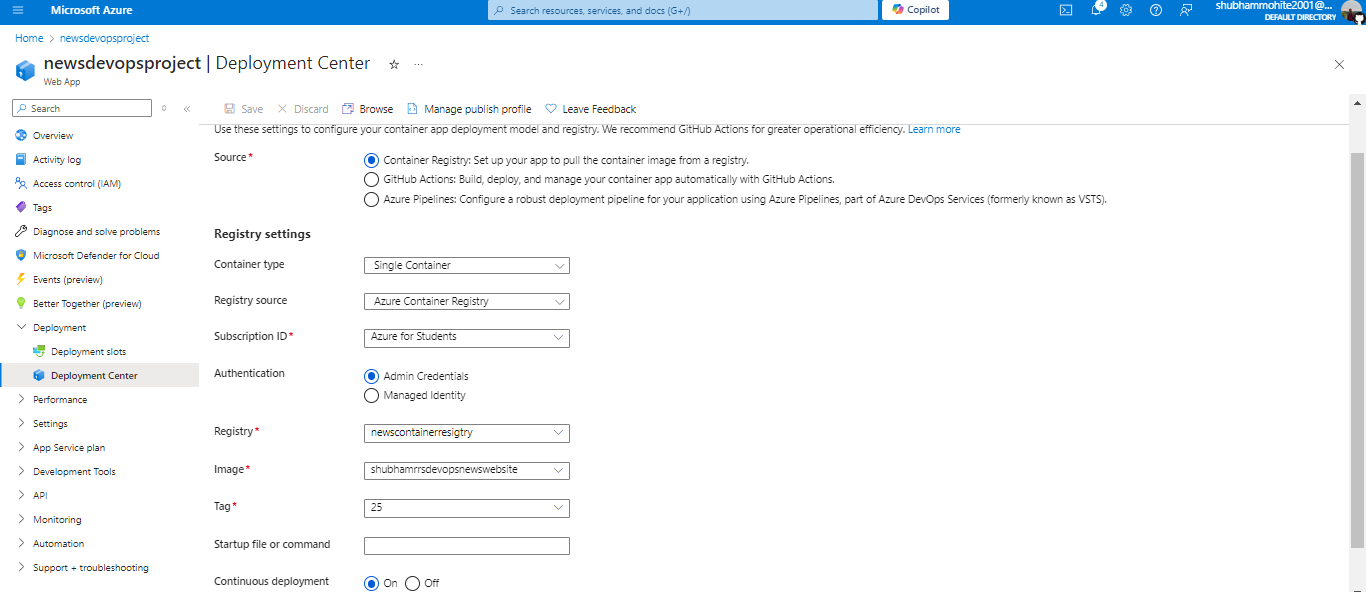 Microsoft Azure
Search resources, services, and docs (G+/)
Copilot
4
shubhammohite2001@...
DEFAULT DIRECTORY
Home > newsdevopsproject
newsdevopsproject | Deployment Center
Web App
Search
Save
Discard
Browse
Manage publish profile
Leave Feedback
Overview
Activity log
Access control (IAM)
Tags
Diagnose and solve problems
Microsoft Defender for Cloud
Events (preview)
Better Together (preview)
Deployment
Deployment slots
Deployment Center
Performance
Settings
App Service plan
Development Tools
API
Monitoring
Automation
Support + troubleshooting
Use these settings to configure your container app deployment model and registry. We recommend GitHub Actions for greater operational efficiency. Learn more
Source*
Container Registry: Set up your app to pull the container image from a registry.
GitHub Actions: Build, deploy, and manage your container app automatically with GitHub Actions.
Azure Pipelines: Configure a robust deployment pipeline for your application using Azure Pipelines, part of Azure DevOps Services (formerly known as VSTS).
Registry settings
Container type
Single Container
Registry source
Azure Container Registry
Subscription ID*
Azure for Students
Authentication
Admin Credentials
Managed Identity
Registry*
newscontainerresigtry
Image*
shubhamrrsdevopsnewswebsite
Tag*
25
Startup file or command
Continuous deployment
On
Off